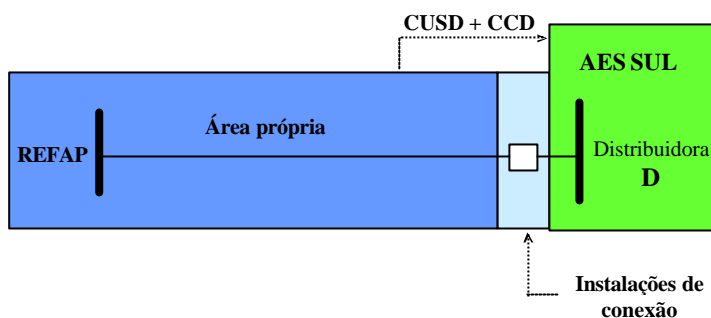 CUSD + CCD
AES SUL
Área própria
REFAP
Distribuidora
D
Instalações de
conexão